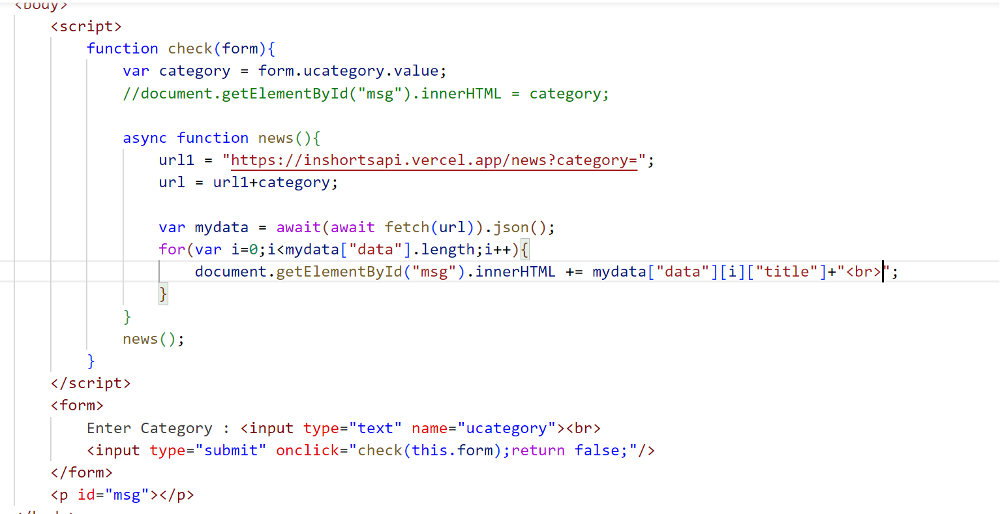 <body>
<script>
function check(form){
var category = form.ucategory.value;
//document.getElementById("msg").innerHTML = category;
async function news(){
url1 = "https://inshortsapi.vercel.app/news?category=";
url = url1+category;
var mydata = await(await fetch(url)).json();
for(var i=0;i<mydata["data"].length;i++){
document.getElementById("msg").innerHTML += mydata["data"][i]["title"]+"<br>";
}
}
news();
}
</script>
<form>
Enter Category : <input type="text" name="ucategory"><br>
<input type="submit" onclick="check(this.form);return false;"/>
</form>
<p id="msg"></p>